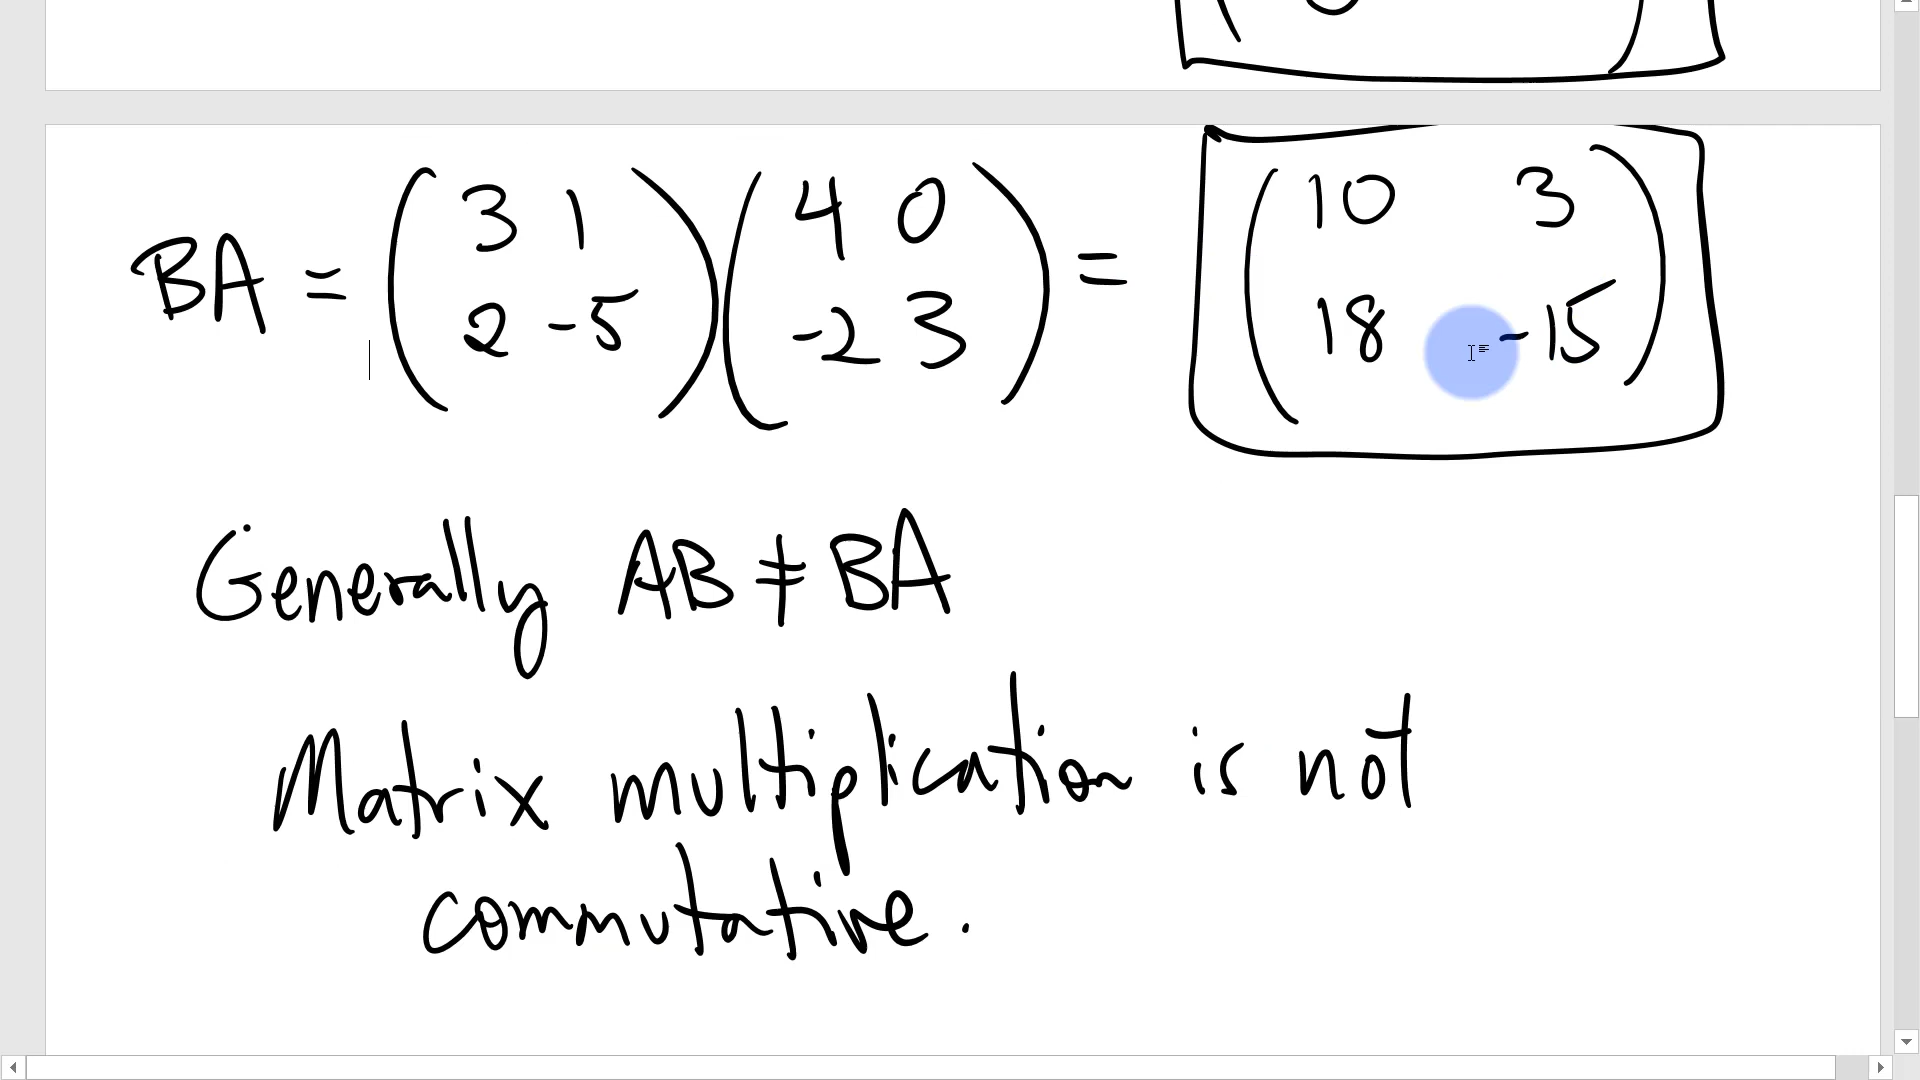 BA = (3 1 2 -5)(4 0 -2 3) = (10 3 18 -15)
Generally AB ≠ BA
Matrix multiplication is not
commutative.